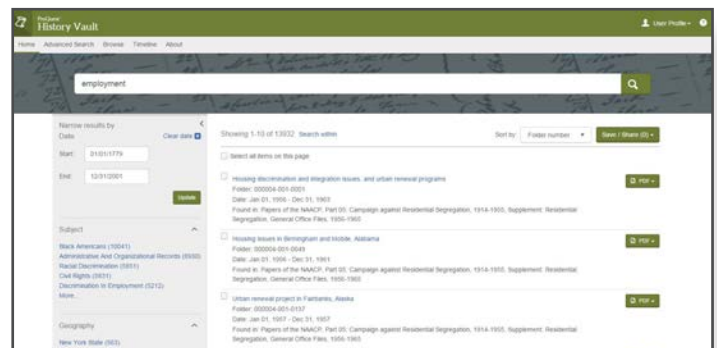 ProQuest
History Vault
User Profile
Home Advanced Search Browse Timeline About
employment
Narrow results by
Date Clear date
Start 01/01/1779
End 12/31/2001
Update
Subject
Black Americans (10041)
Administrative And Organizational Records (8930)
Racial Discrimination (5931)
Civil Rights (5931)
Discrimination in Employment (5212)
More...
Geography
New York State (503)
Showing 1-10 of 13932 Search within
Sort by: Folder number Save / Share (0)
Select all items on this page
Housing discrimination and integration issues, and urban renewal programs
PDF
Folder: 000004-001-0001
Date: Jan 01, 1956 - Dec 31, 1963
Found in: Papers of the NAACP, Part 05: Campaign against Residential Segregation, 1914-1955, Supplement: Residential
Segregation, General Office Files, 1956-1965
Housing issues in Birmingham and Mobile, Alabama
PDF
Folder: 000004-001-0049
Date: Jan 01, 1956 - Dec 31, 1961
Found in: Papers of the NAACP, Part 05: Campaign against Residential Segregation, 1914-1955, Supplement: Residential
Segregation, General Office Files, 1956-1965
Urban renewal project in Fairbanks, Alaska
PDF
Folder: 000004-001-0137
Date: Jan 01, 1957 - Dec 31, 1957
Found in: Papers of the NAACP, Part 05: Campaign against Residential Segregation, 1914-1955, Supplement: Residential
Segregation, General Office Files, 1956-1965